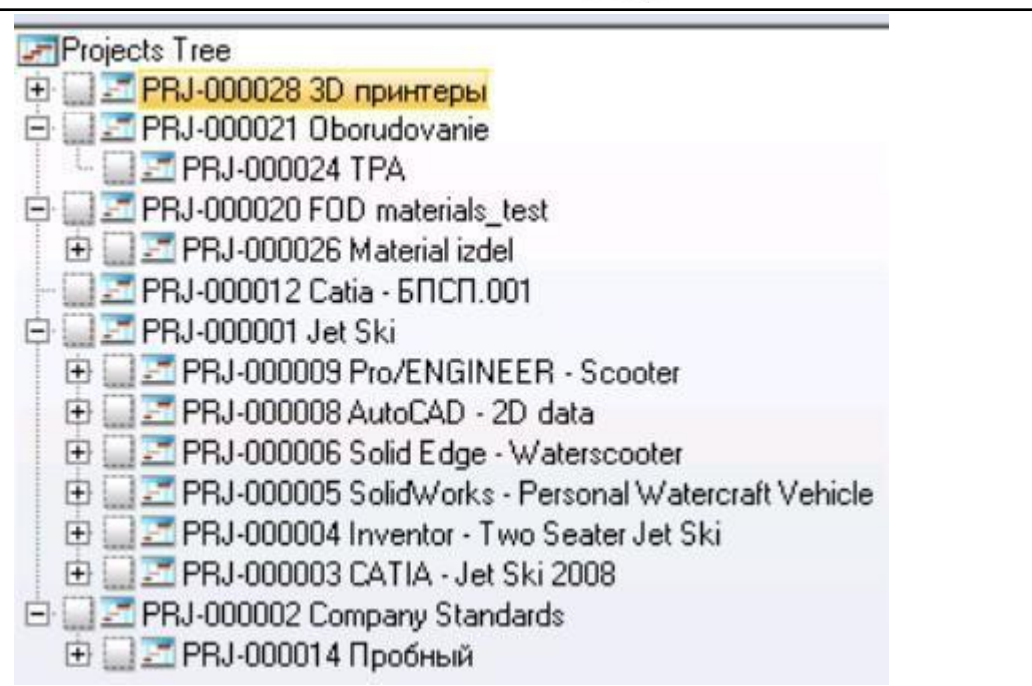 Projects Tree
PRJ-000028 3D принтеры
PRJ-000021 Oborudovanie
PRJ-000024 TPA
PRJ-000020 FOD materials_test
PRJ-000026 Material izdel
PRJ-000012 Catia - БПСП.001
PRJ-000001 Jet Ski
PRJ-000009 Pro/ENGINEER - Scooter
PRJ-000008 AutoCAD - 2D data
PRJ-000006 Solid Edge - Waterscooter
PRJ-000005 SolidWorks - Personal Watercraft Vehicle
PRJ-000004 Inventor - Two Seater Jet Ski
PRJ-000003 CATIA - Jet Ski 2008
PRJ-000002 Company Standards
PRJ-000014 Пробный